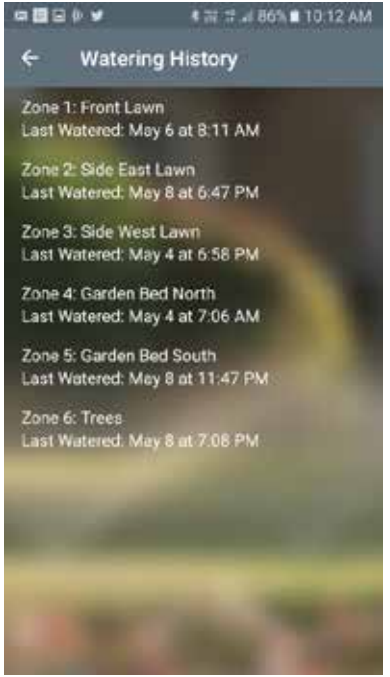 86% 10:12 AM
Watering History
Zone 1: Front Lawn
Last Watered: May 6 at 8:11 AM
Zone 2: Side East Lawn
Last Watered: May 8 at 6:47 PM
Zone 3: Side West Lawn
Last Watered: May 4 at 6:58 PM
Zone 4: Garden Bed North
Last Watered: May 4 at 7:06 AM
Zone 5: Garden Bed South
Last Watered: May 8 at 11:47 PM
Zone 6: Trees
Last Watered: May 8 at 7:08 PM